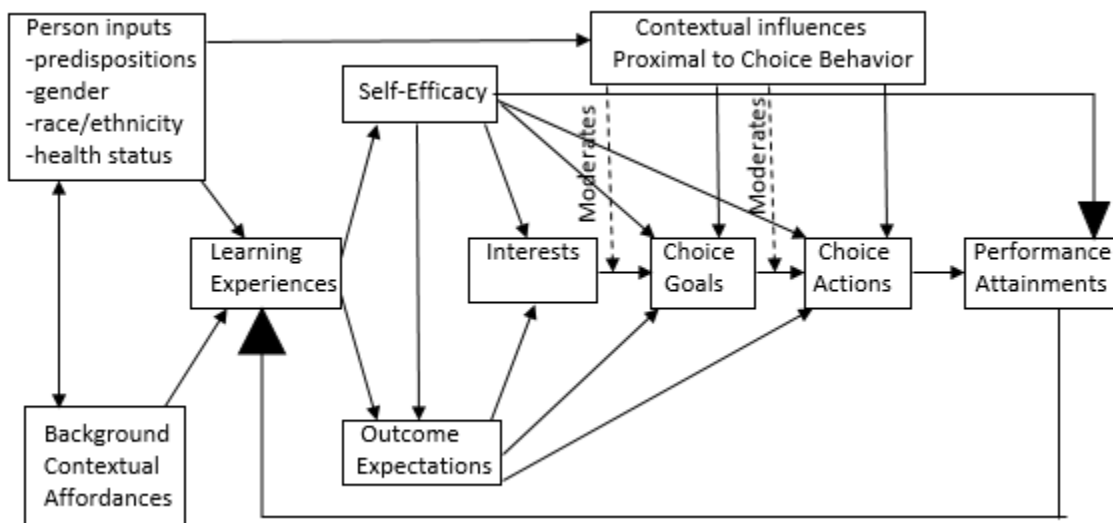 Person inputs
-predispositions
-gender
-race/ethnicity
-health status
Contextual influences
Proximal to Choice Behavior
Self-Efficacy
Moderates
Moderates
Learning
Experiences
Interests
Choice
Goals
Choice
Actions
Performance
Attainments
Background
Contextual
Affordances
Outcome
Expectations